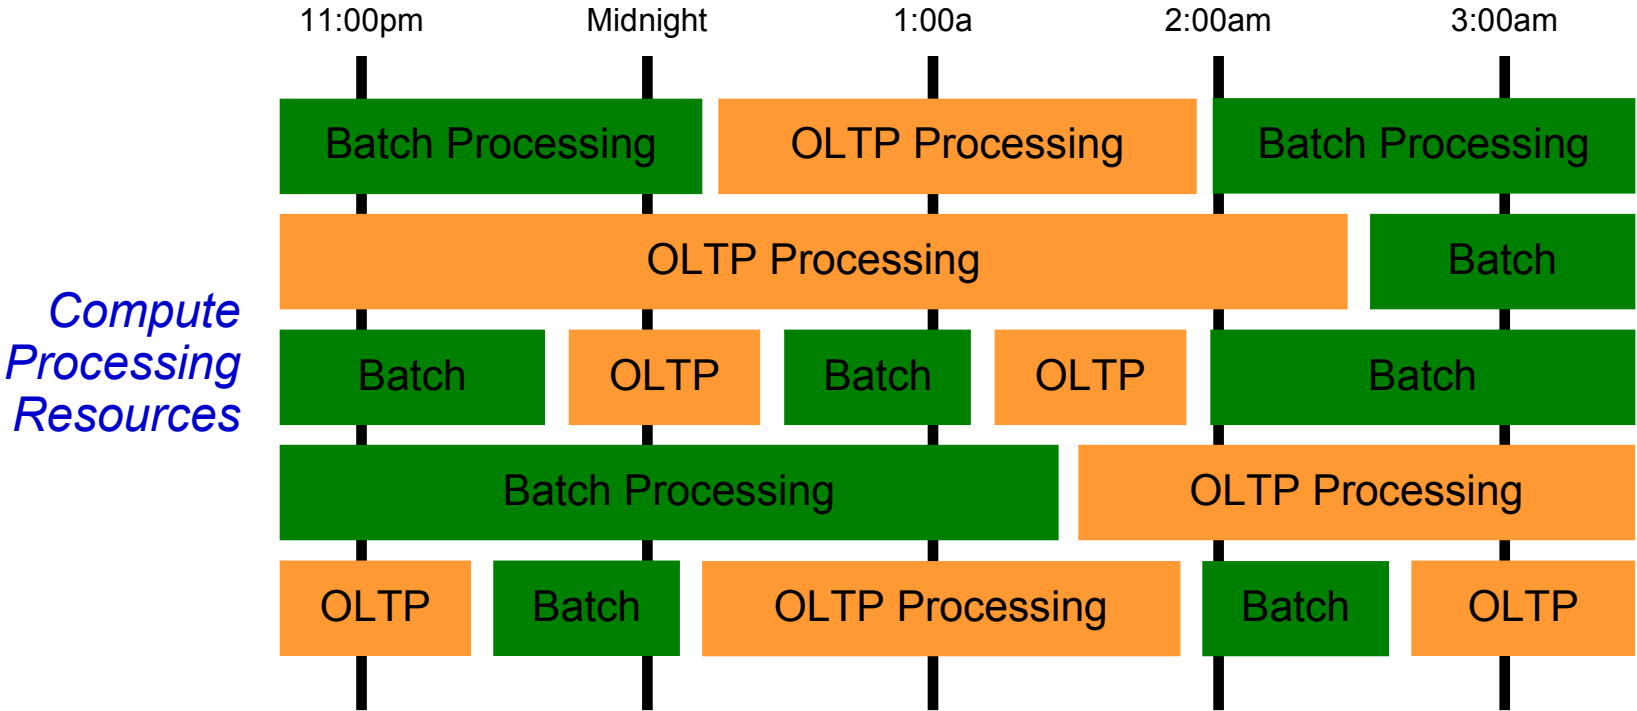 11:00pm Midnight 1:00a 2:00am 3:00am
Batch Processing OLTP Processing Batch Processing
OLTP Processing Batch
Compute
Processing
Resources
Batch OLTP Batch OLTP Batch
Batch Processing OLTP Processing
OLTP Batch OLTP Processing Batch OLTP